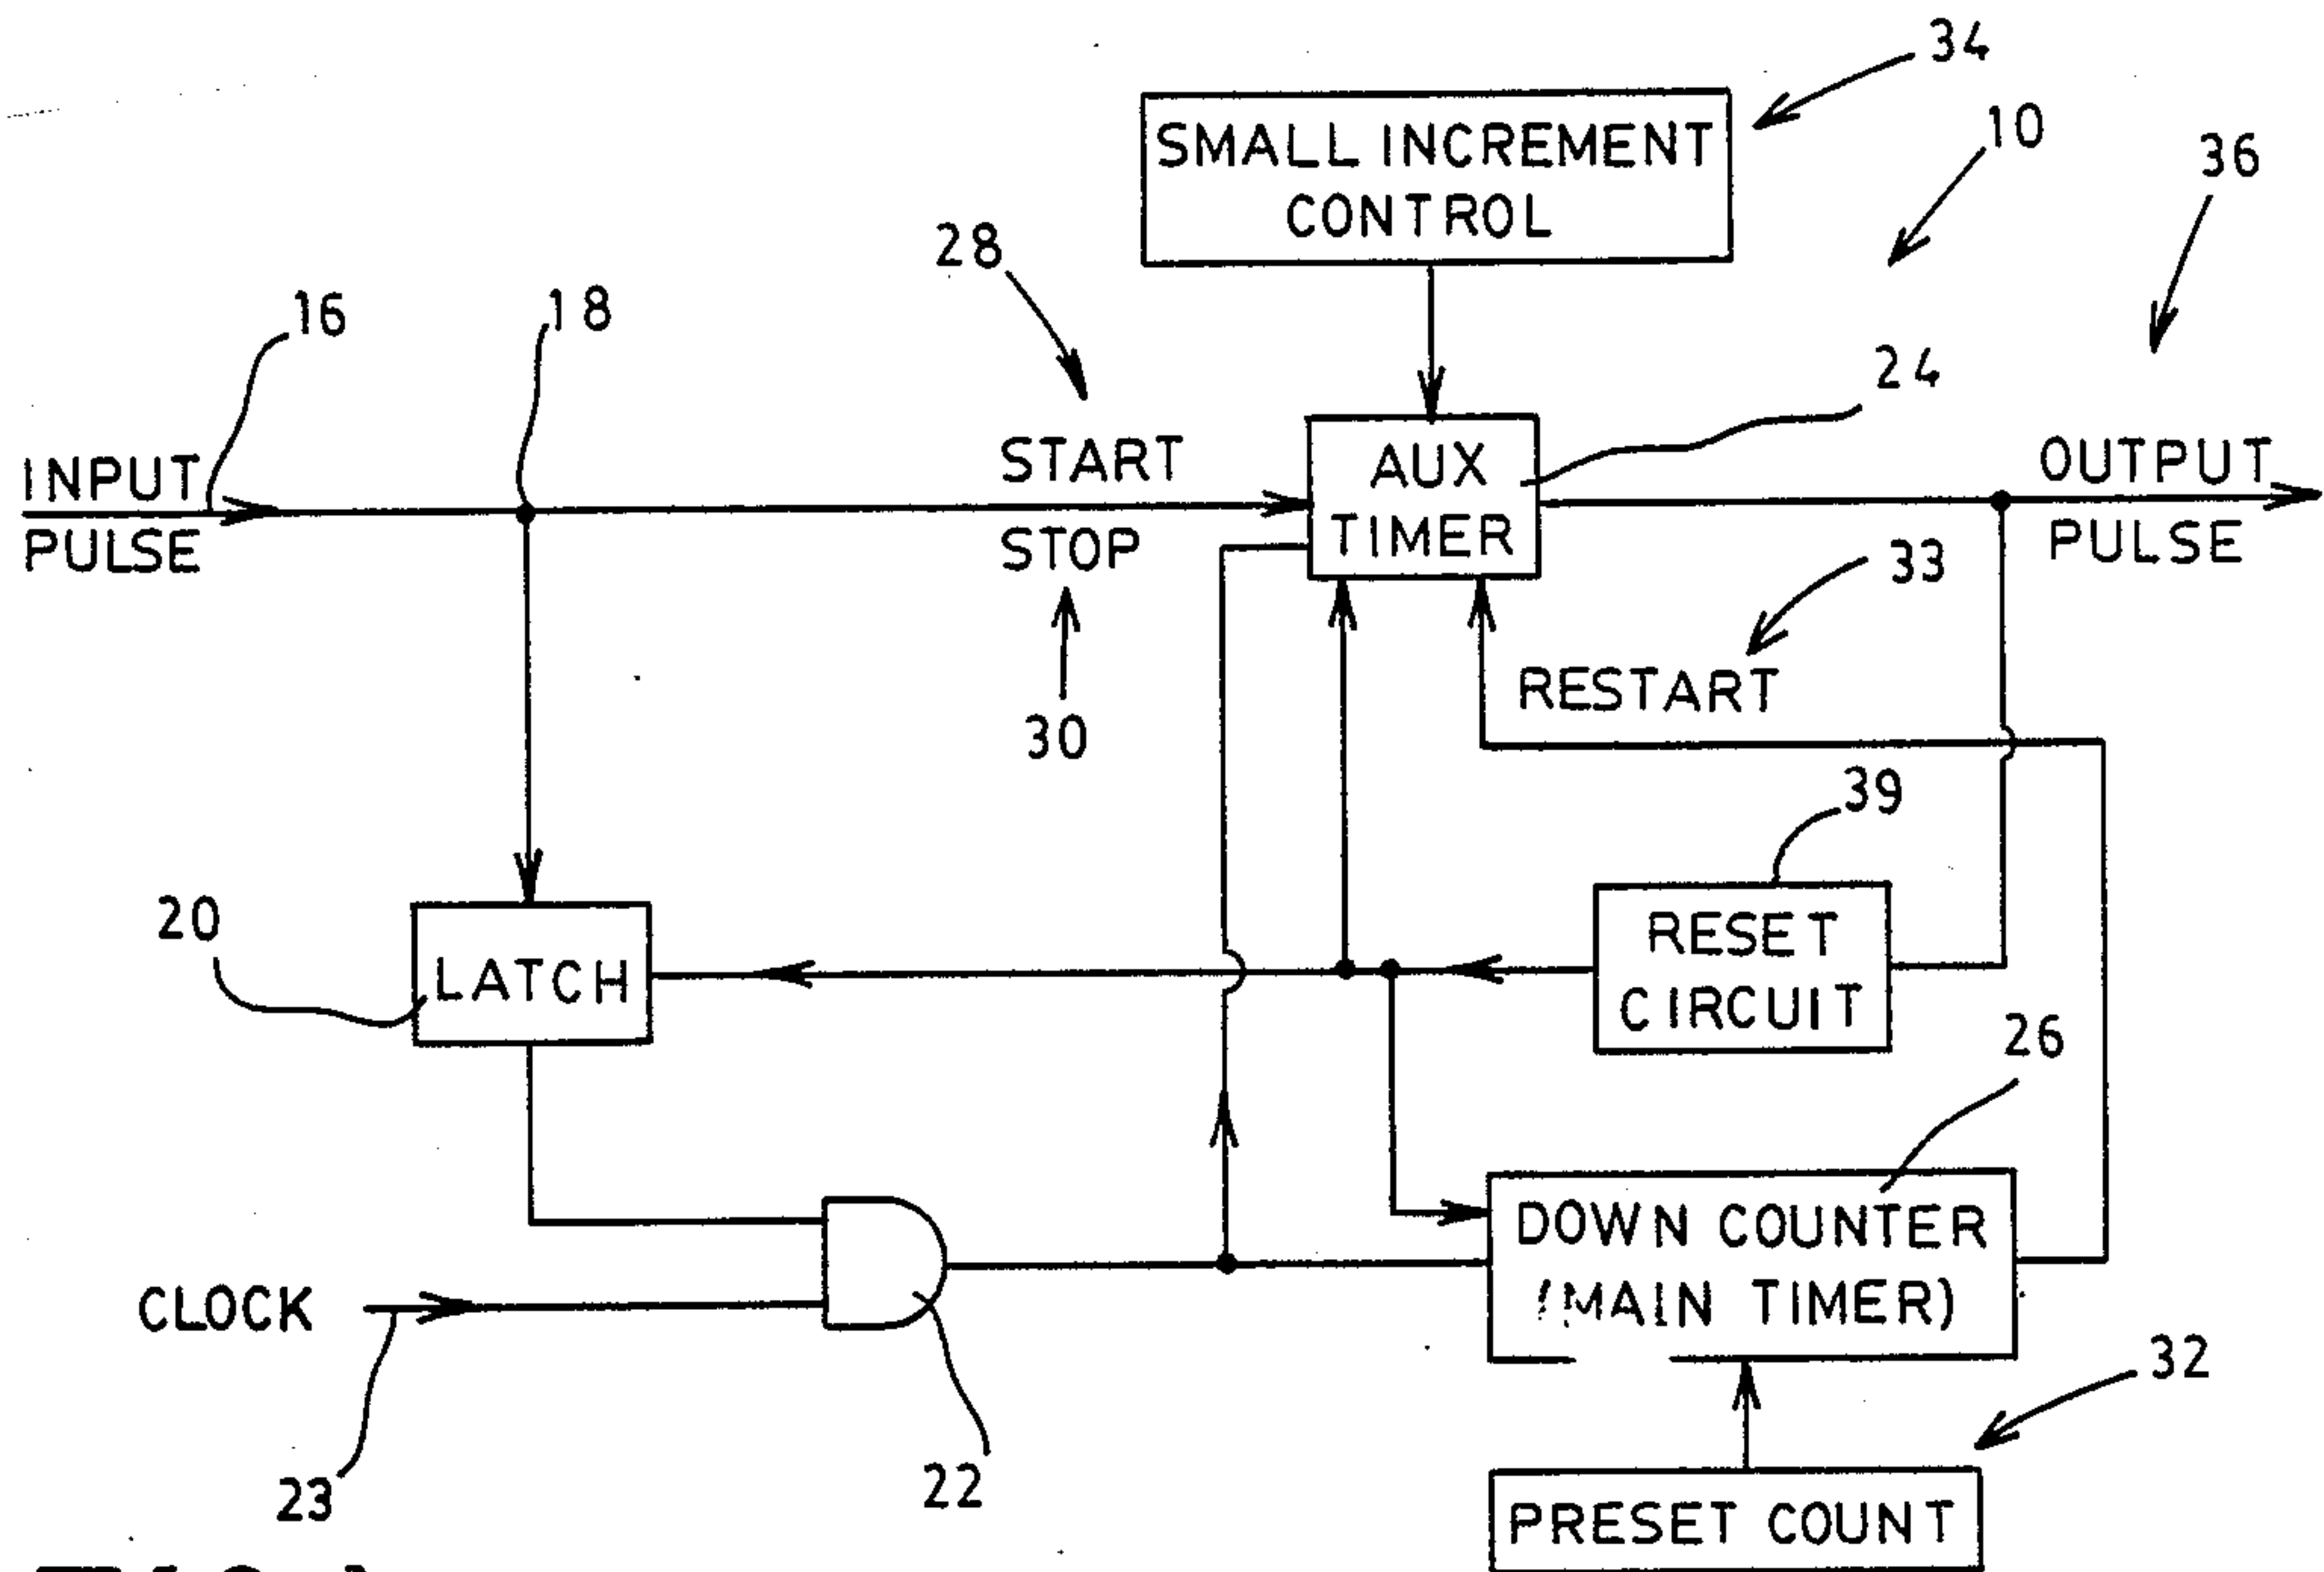 34
SMALL INCREMENT
CONTROL
10
36
28
16
18
24
START
AUX
OUTPUT
INPUT
STOP
TIMER
PULSE
PULSE
33
RESTART
30
39
20
RESET
LATCH
CIRCUIT
26
DOWN COUNTER
(MAIN TIMER)
CLOCK
32
23
22
PRESET COUNT